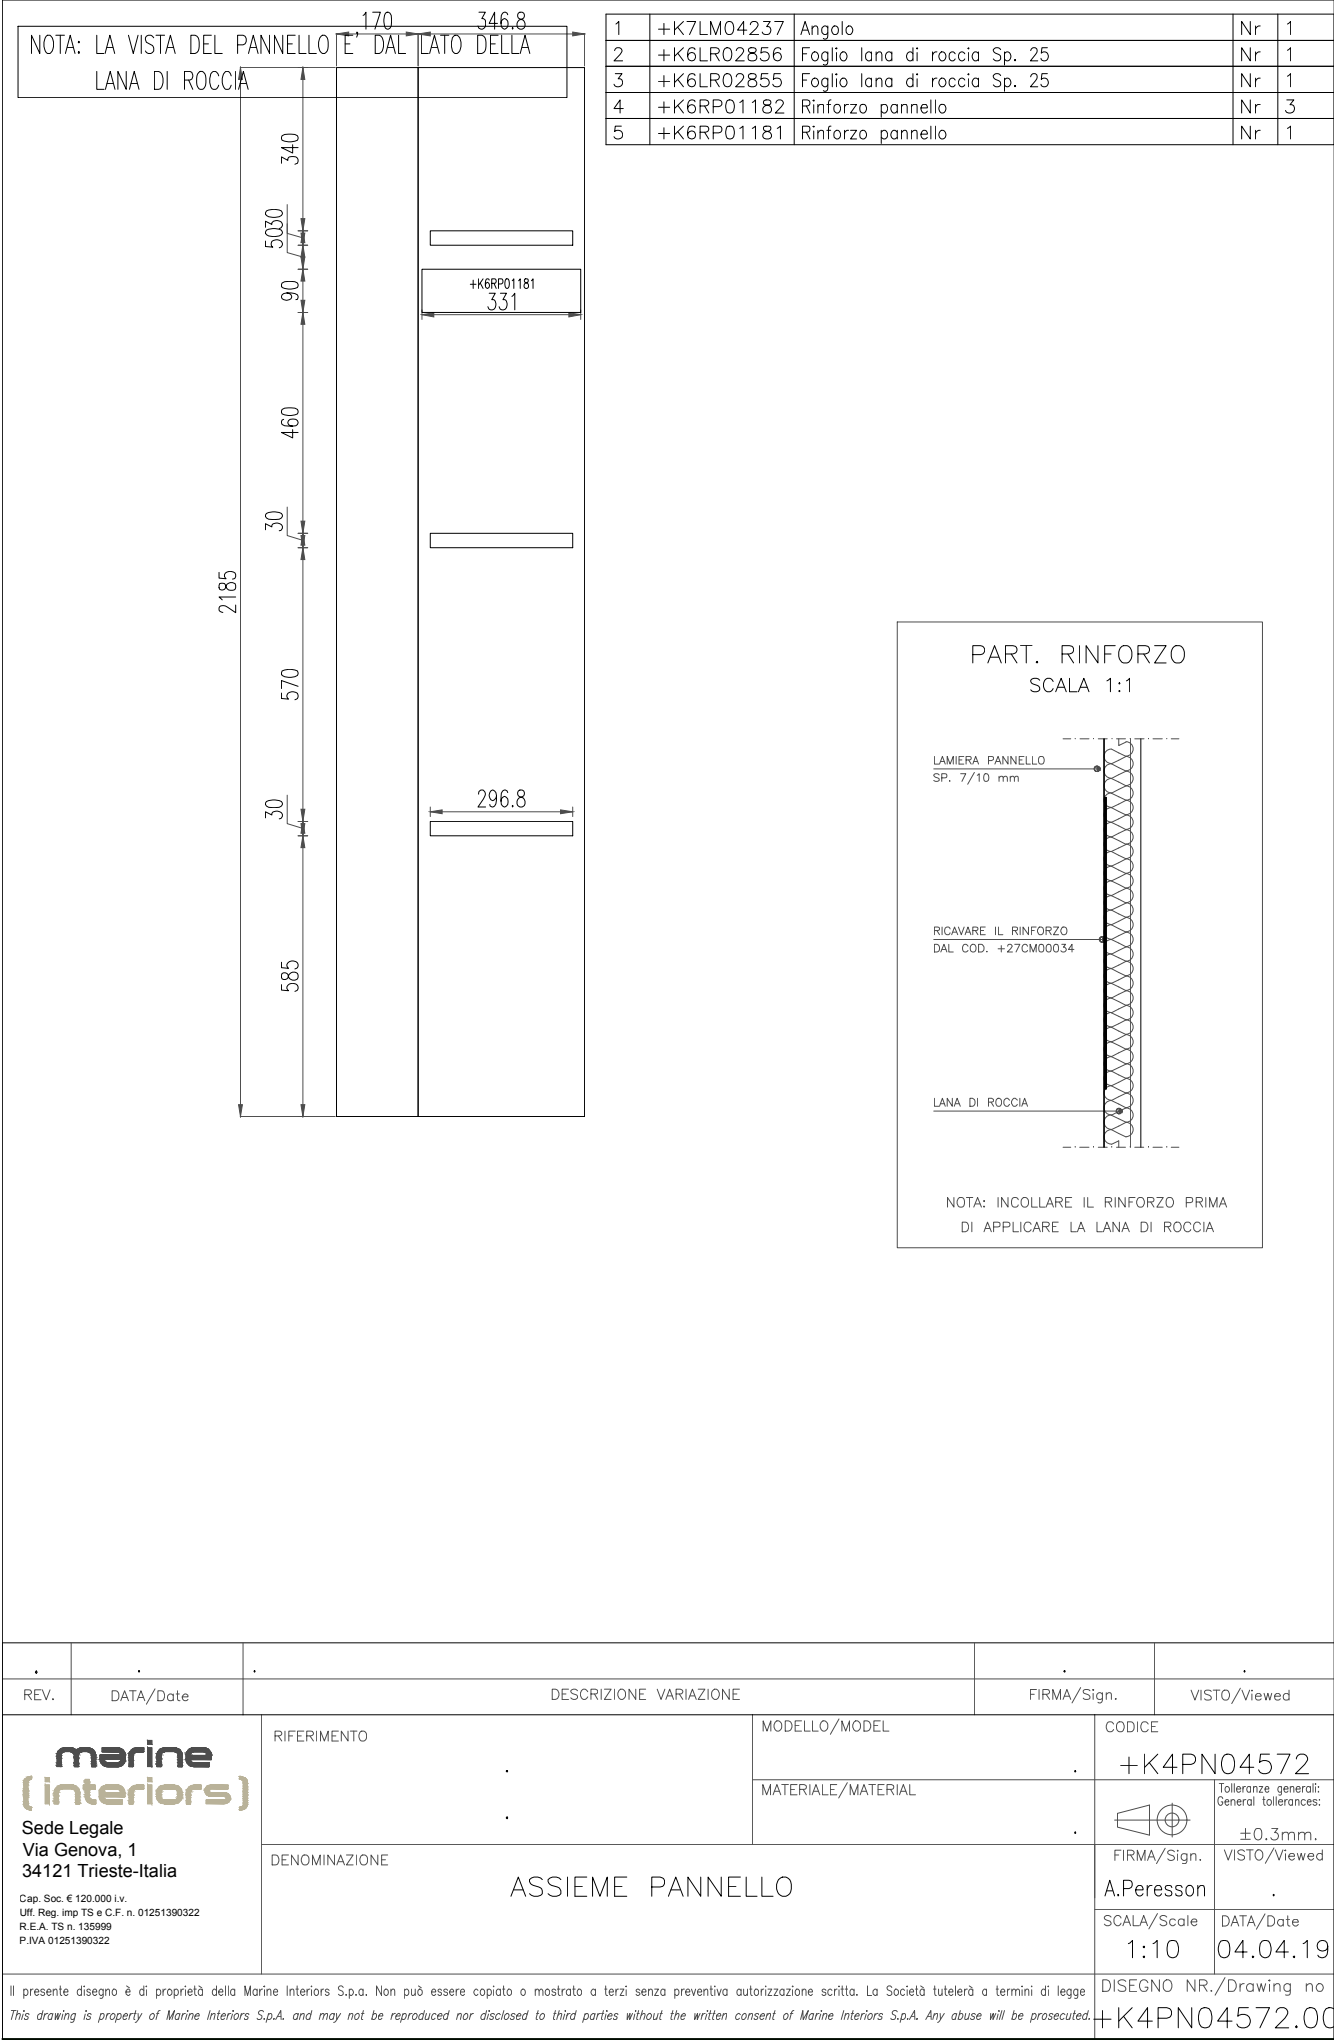 170
346.8
NOTA: LA VISTA DEL PANNELLO E' DAL LATO DELLA
LANA DI ROCCIA
1 +K7LM04237 Angolo Nr 1
2 +K6LR02856 Foglio lana di roccia Sp. 25 Nr 1
3 +K6LR02855 Foglio lana di roccia Sp. 25 Nr 1
4 +K6RP01182 Rinforzo pannello Nr 3
5 +K6RP01181 Rinforzo pannello Nr 1
340
30
50
90
+K6RP01181
331
460
30
2185
570
30
296.8
585
PART. RINFORZO
SCALA 1:1
LAMIERA PANNELLO
SP. 7/10 mm
RICAVARE IL RINFORZO
DAL COD. +27CM00034
LANA DI ROCCIA
NOTA: INCOLLARE IL RINFORZO PRIMA
DI APPLICARE LA LANA DI ROCCIA
. . . . .
REV. DATA/Date DESCRIZIONE VARIAZIONE FIRMA/Sign. VISTO/Viewed
marine
[interiors]
Sede Legale
Via Genova, 1
34121 Trieste-Italia
Cap. Soc. € 120.000 i.v.
Uff. Reg. imp TS e C.F. n. 01251390322
R.E.A. TS n. 135999
P.IVA 01251390322
RIFERIMENTO
.
.
MODELLO/MODEL
.
MATERIALE/MATERIAL
.
CODICE
+K4PN04572
Tolleranze generali:
General tollerances:
±0.3mm.
DENOMINAZIONE
ASSIEME PANNELLO
FIRMA/Sign. VISTO/Viewed
A.Peresson .
SCALA/Scale DATA/Date
1:10 04.04.19
Il presente disegno è di proprietà della Marine Interiors S.p.a. Non può essere copiato o mostrato a terzi senza preventiva autorizzazione scritta. La Società tutelerà a termini di legge
This drawing is property of Marine Interiors S.p.A. and may not be reproduced nor disclosed to third parties without the written consent of Marine Interiors S.p.A. Any abuse will be prosecuted.
DISEGNO NR./Drawing no
+K4PN04572.00